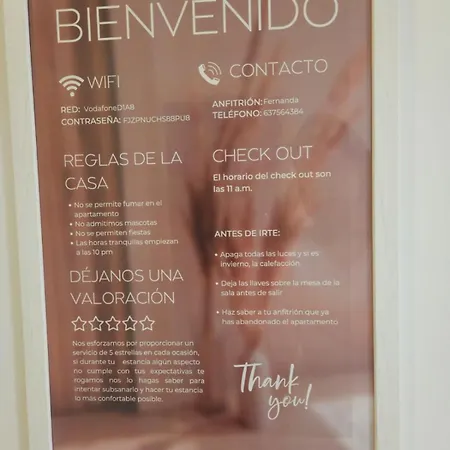 BIENVENIDO
WIFI
RED: VodafoneD1A8
CONTRASEÑA: FJZPNUCHSBBPU8
CONTACTO
ANFITRIÓN: Fernanda
TELÉFONO: 637564384
REGLAS DE LA
CASA
• No se permite fumar en el
apartamento
• No admitimos mascotas
• No se permiten fiestas
• Las horas tranquilas empiezan
a las 10 pm
CHECK OUT
El horario del check out son
las 11 a.m.
ANTES DE IRTE:
• Apaga todas las luces y si es
invierno, la calefacción
• Deja las llaves sobre la mesa de la
sala antes de salir
• Haz saber a tu anfitrión que ya
has abandonado el apartamento
DÉJANOS UNA
VALORACIÓN
Nos esforzamos por proporcionar un
servicio de 5 estrellas en cada ocasión,
si durante tu estancia algún aspecto
no cumple con tus expectativas te
rogamos nos lo hagas saber para
intentar subsanarlo y hacer tu estancia
lo más confortable posible.
Thank
you!